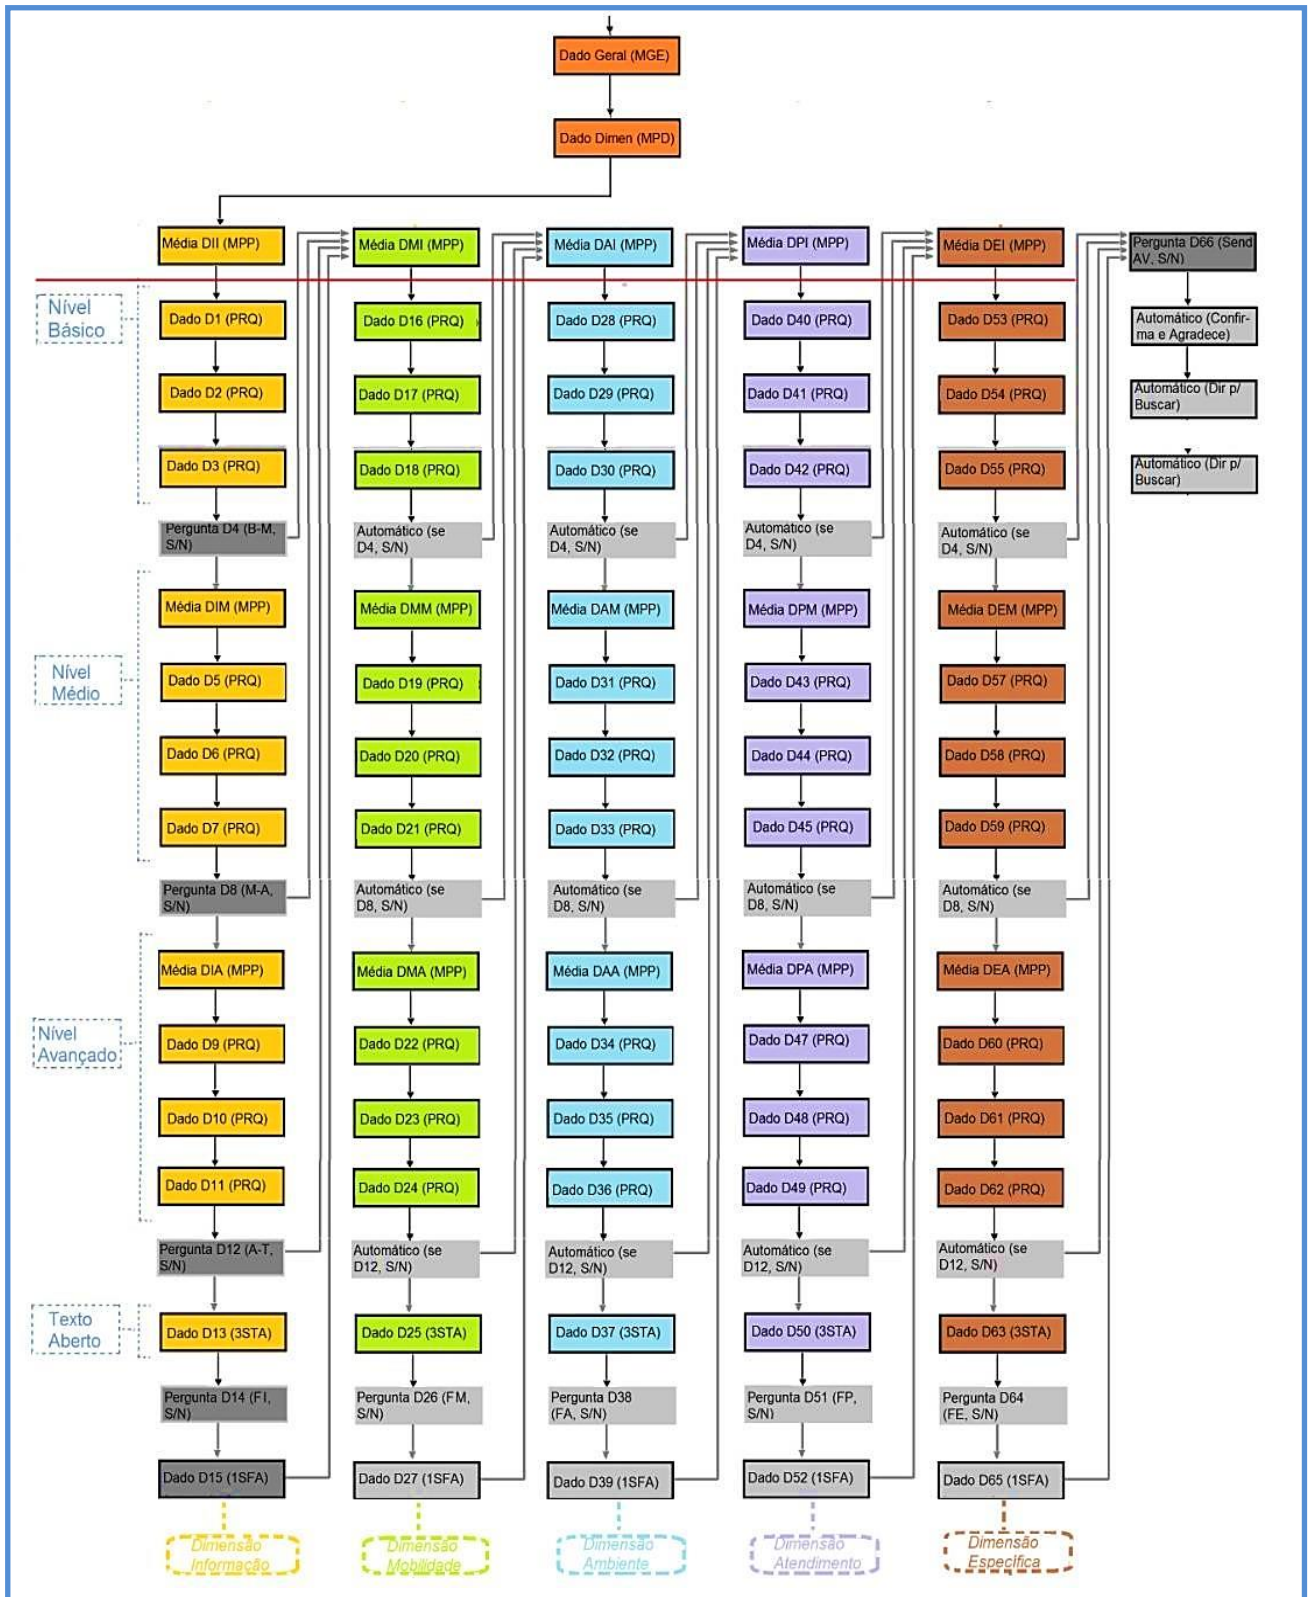 Dado Geral (MGE)
Dado Dimen (MPD)
Média DII (MPP)
Média DMI (MPP)
Média DAI (MPP)
Média DPI (MPP)
Média DEI (MPP)
Pergunta D66 (Send
AV, S/N)
Nível
Básico
Dado D1 (PRQ)
Dado D16 (PRQ)
Dado D28 (PRQ)
Dado D40 (PRQ)
Dado D53 (PRQ)
Automático (Confir-
ma e Agradece)
Dado D2 (PRQ)
Dado D17 (PRQ)
Dado D29 (PRQ)
Dado D41 (PRQ)
Dado D54 (PRQ)
Automático (Dir p/
Buscar)
Dado D3 (PRQ)
Dado D18 (PRQ)
Dado D30 (PRQ)
Dado D42 (PRQ)
Dado D55 (PRQ)
Automático (Dir p/
Buscar)
Pergunta D4 (B-M,
S/N)
Automático (se
D4, S/N)
Automático (se
D4, S/N)
Automático (se
D4, S/N)
Automático (se
D4, S/N)
Média DIM (MPP)
Média DMM (MPP)
Média DAM (MPP)
Média DPM (MPP)
Média DEM (MPP)
Nível
Médio
Dado D5 (PRQ)
Dado D19 (PRQ)
Dado D31 (PRQ)
Dado D43 (PRQ)
Dado D57 (PRQ)
Dado D6 (PRQ)
Dado D20 (PRQ)
Dado D32 (PRQ)
Dado D44 (PRQ)
Dado D58 (PRQ)
Dado D7 (PRQ)
Dado D21 (PRQ)
Dado D33 (PRQ)
Dado D45 (PRQ)
Dado D59 (PRQ)
Pergunta D8 (M-A,
S/N)
Automático (se
D8, S/N)
Automático (se
D8, S/N)
Automático (se
D8, S/N)
Automático (se
D8, S/N)
Média DIA (MPP)
Média DMA (MPP)
Média DAA (MPP)
Média DPA (MPP)
Média DEA (MPP)
Nível
Avançado
Dado D9 (PRQ)
Dado D22 (PRQ)
Dado D34 (PRQ)
Dado D47 (PRQ)
Dado D60 (PRQ)
Dado D10 (PRQ)
Dado D23 (PRQ)
Dado D35 (PRQ)
Dado D48 (PRQ)
Dado D61 (PRQ)
Dado D11 (PRQ)
Dado D24 (PRQ)
Dado D36 (PRQ)
Dado D49 (PRQ)
Dado D62 (PRQ)
Pergunta D12 (A-T,
S/N)
Automático (se
D12, S/N)
Automático (se
D12, S/N)
Automático (se
D12, S/N)
Automático (se
D12, S/N)
Texto
Aberto
Dado D13 (3STA)
Dado D25 (3STA)
Dado D37 (3STA)
Dado D50 (3STA)
Dado D63 (3STA)
Pergunta D14 (FI,
S/N)
Pergunta D26 (FM,
S/N)
Pergunta D38
(FA, S/N)
Pergunta D51 (FP,
S/N)
Pergunta D64
(FE, S/N)
Dado D15 (1SFA)
Dado D27 (1SFA)
Dado D39 (1SFA)
Dado D52 (1SFA)
Dado D65 (1SFA)
Dimensão
Informação
Dimensão
Mobilidade
Dimensão
Ambiente
Dimensão
Atendimento
Dimensão
Específica